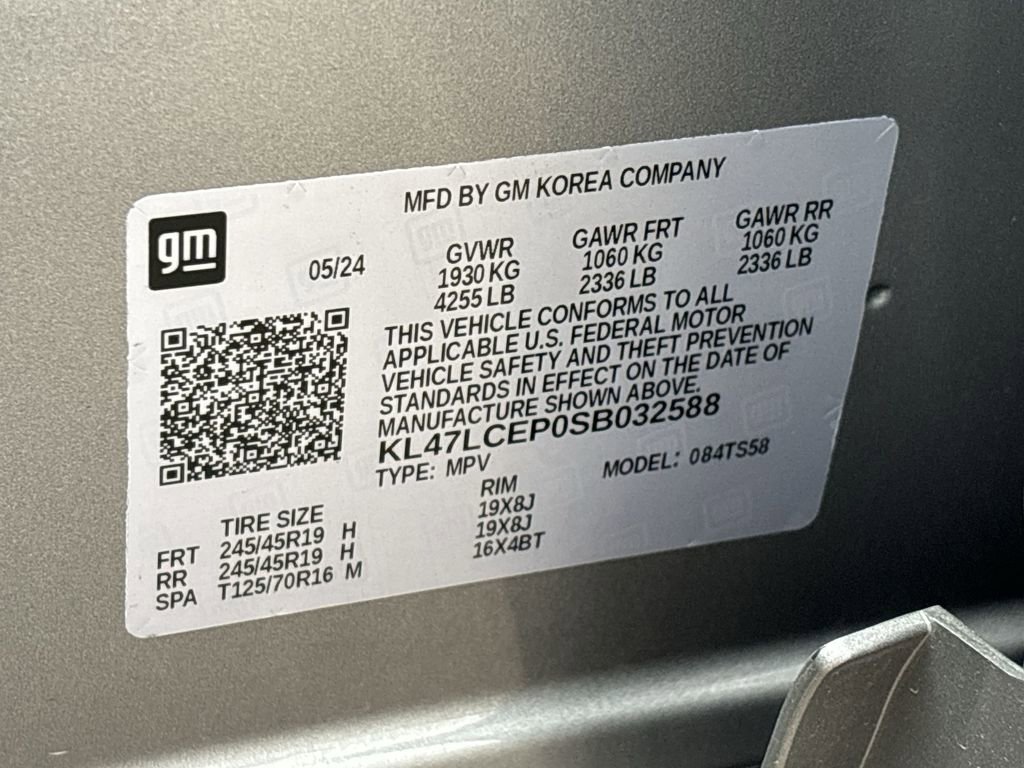 MFD BY GM KOREA COMPANY
gm
05/24
GVWR GAWR FRT GAWR RR
1930 KG 1060 KG 1060 KG
4255 LB 2336 LB 2336 LB
THIS VEHICLE CONFORMS TO ALL
APPLICABLE U.S. FEDERAL MOTOR
VEHICLE SAFETY AND THEFT PREVENTION
STANDARDS IN EFFECT ON THE DATE OF
MANUFACTURE SHOWN ABOVE.
KL47LCEP0SB032588
TYPE: MPV MODEL: 084TS58
TIRE SIZE RIM
FRT 245/45R19 H 19X8J
RR 245/45R19 H 19X8J
SPA T125/70R16 M 16X4BT